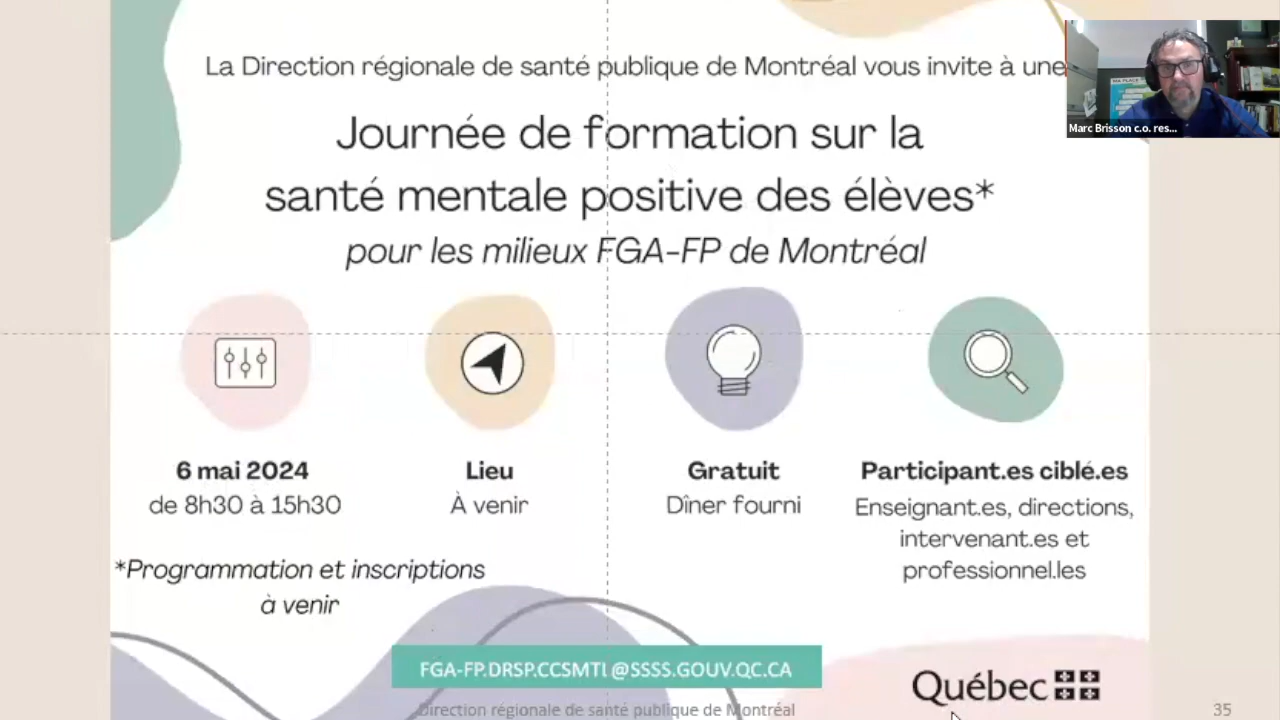 La Direction régionale de santé publique de Montréal vous invite à une
Journée de formation sur la
santé mentale positive des élèves*
pour les milieux FGA-FP de Montréal
6 mai 2024
de 8h30 à 15h30
Lieu
À venir
Gratuit
Dîner fourni
Participant.es ciblé.es
Enseignant.es, directions,
intervenant.es et
professionnel.les
*Programmation et inscriptions
à venir
FGA-FP.DRSP.CCSMTL@SSSS.GOUV.QC.CA
Québec
Direction régionale de santé publique de Montréal
35
Marc Brisson c.o. res...